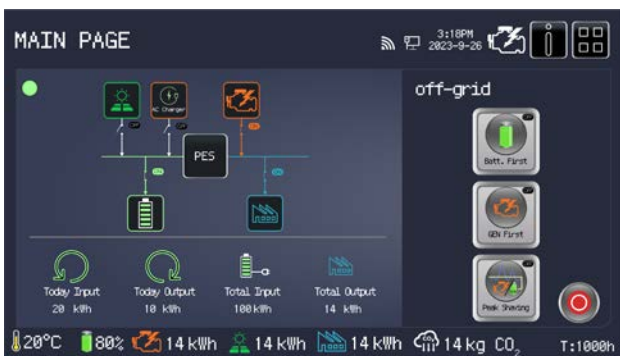 MAIN PAGE
3:18PM
2023-9-26
off-grid
AC Charger
PES
Batt. First
GEN First
Peak Shaving
Today Input
20 kWh
Today Output
10 kWh
Total Input
100kWh
Total Output
14 kWh
20°C
80%
14 kWh
14 kWh
14 kWh
14 kg CO₂
T:1000h